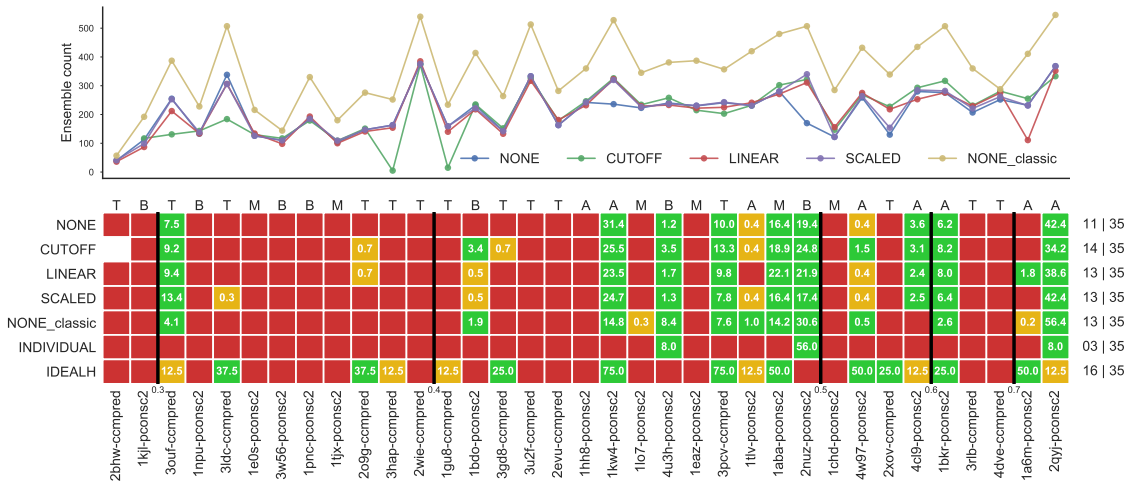 500
400
300
200
100
0
Ensemble count
NONE CUTOFF LINEAR SCALED NONE_classic
T B T B T M B B T T T T T B T T T A A M B M T A M B M A T A B T T A A
NONE 7.5 31.4 1.2 10.0 0.4 16.4 19.4 0.4 3.6 6.2 42.4 11 | 35
CUTOFF 9.2 0.7 3.4 0.7 25.5 3.5 13.3 0.4 18.9 24.8 1.5 3.1 8.2 34.2 14 | 35
LINEAR 9.4 0.7 0.5 23.5 1.7 9.8 22.1 21.9 0.4 2.4 8.0 1.8 38.6 13 | 35
SCALED 13.4 0.3 0.5 24.7 1.3 7.8 0.4 16.4 17.4 0.4 2.5 6.4 42.4 13 | 35
NONE_classic 4.1 1.9 14.8 0.3 8.4 7.6 1.0 14.2 30.6 0.5 2.6 0.2 56.4 13 | 35
INDIVIDUAL 8.0 56.0 8.0 03 | 35
IDEALH 12.5 37.5 37.5 12.5 12.5 25.0 75.0 75.0 12.5 50.0 50.0 25.0 12.5 25.0 50.0 12.5 16 | 35
0.3 0.4 0.5 0.6 0.7
2bhw-ccmpred
1kjl-pconsc2
3ouf-ccmpred
1npu-pconsc2
3ldc-ccmpred
1e0s-pconsc2
3w56-pconsc2
1pnc-pconsc2
1tjx-pconsc2
2o9g-ccmpred
3hap-ccmpred
2wie-ccmpred
1gu8-ccmpred
1bdo-pconsc2
3gd8-ccmpred
3u2f-ccmpred
2evu-ccmpred
1hh8-pconsc2
1kw4-pconsc2
1lo7-pconsc2
4u3h-pconsc2
1eaz-pconsc2
3pcv-ccmpred
1tlv-pconsc2
1aba-pconsc2
2nuz-pconsc2
1chd-pconsc2
4w97-pconsc2
2xov-ccmpred
4cl9-pconsc2
1bkr-pconsc2
3rlb-ccmpred
4dve-ccmpred
1a6m-pconsc2
2qyj-pconsc2